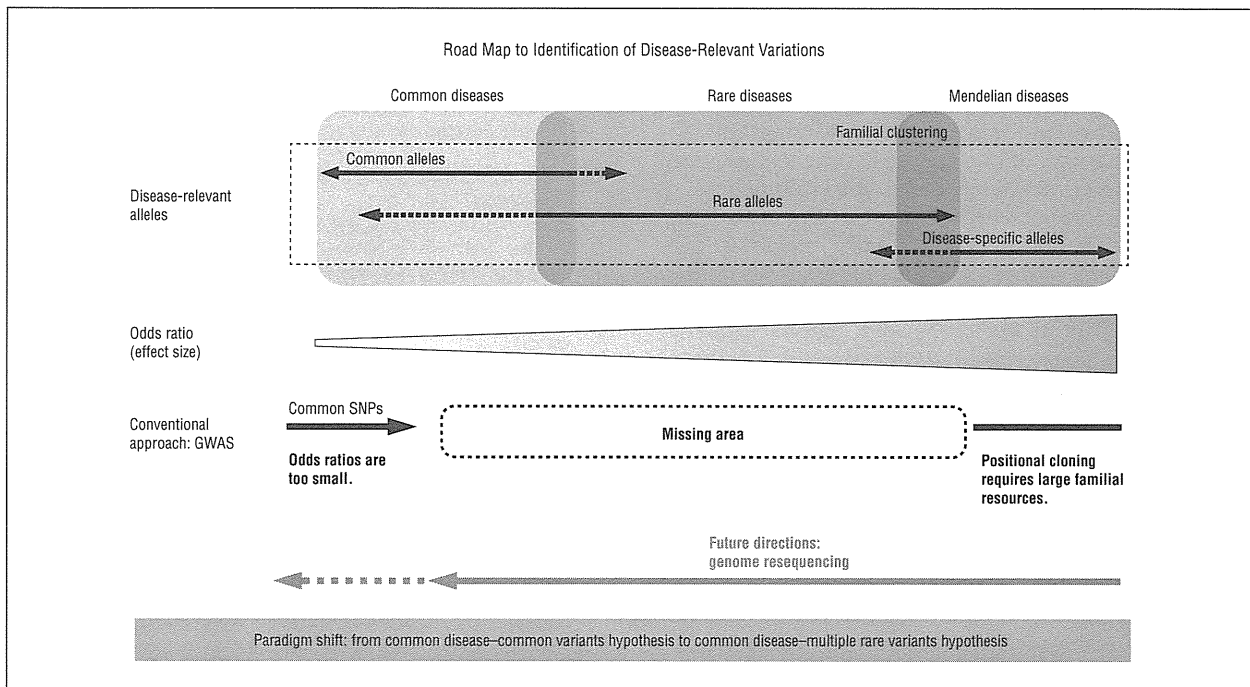 Road Map to Identification of Disease-Relevant Variations
Common diseases
Rare diseases
Mendelian diseases
Familial clustering
Common alleles
Disease-relevant
alleles
Rare alleles
Disease-specific alleles
Odds ratio
(effect size)
Common SNPs
Conventional
approach: GWAS
Missing area
Odds ratios are
too small.
Positional cloning
requires large familial
resources.
Future directions:
genome resequencing
Paradigm shift: from common disease–common variants hypothesis to common disease–multiple rare variants hypothesis